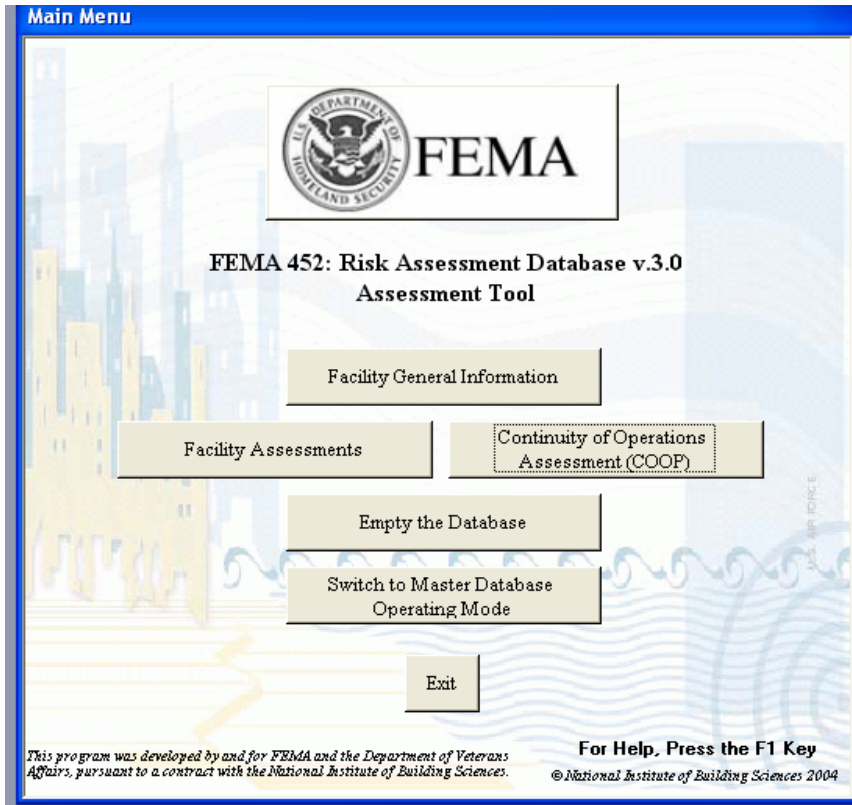 Main Menu
U.S. DEPARTMENT OF
HOMELAND SECURITY
FEMA
FEMA 452: Risk Assessment Database v.3.0
Assessment Tool
Facility General Information
Facility Assessments
Continuity of Operations
Assessment (COOP)
Empty the Database
U.S. AIR FORCE
Switch to Master Database
Operating Mode
Exit
This program was developed by and for FEMA and the Department of Veterans
Affairs, pursuant to a contract with the National Institute of Building Sciences.
For Help, Press the F1 Key
© National Institute of Building Sciences 2004